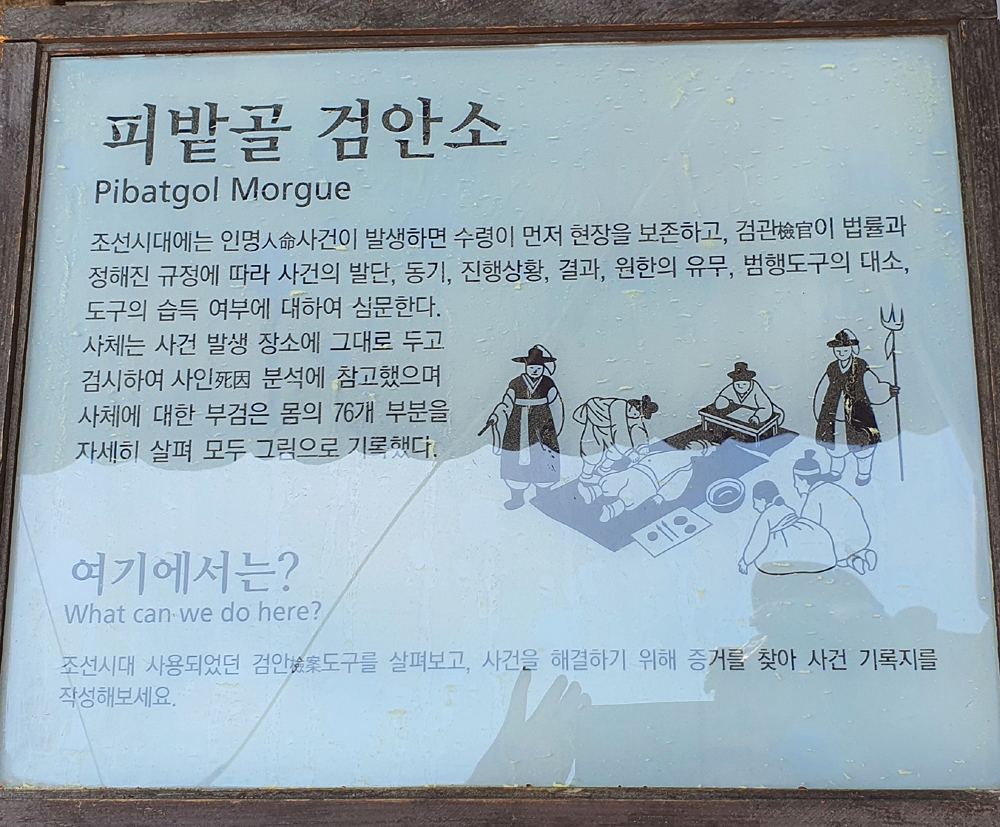 피밭골 검안소
Pibatgol Morgue
조선시대에는 인명人命사건이 발생하면 수령이 먼저 현장을 보존하고, 검관檢官이 법률과
정해진 규정에 따라 사건의 발단, 동기, 진행상황, 결과, 원한의 유무, 범행도구의 대소,
도구의 습득 여부에 대하여 심문한다.
사체는 사건 발생 장소에 그대로 두고
검시하여 사인死因 분석에 참고했으며
사체에 대한 부검은 몸의 76개 부분을
자세히 살펴 모두 그림으로 기록했다.
여기에서는?
What can we do here?
조선시대 사용되었던 검안檢案도구를 살펴보고, 사건을 해결하기 위해 증거를 찾아 사건 기록지를
작성해보세요.